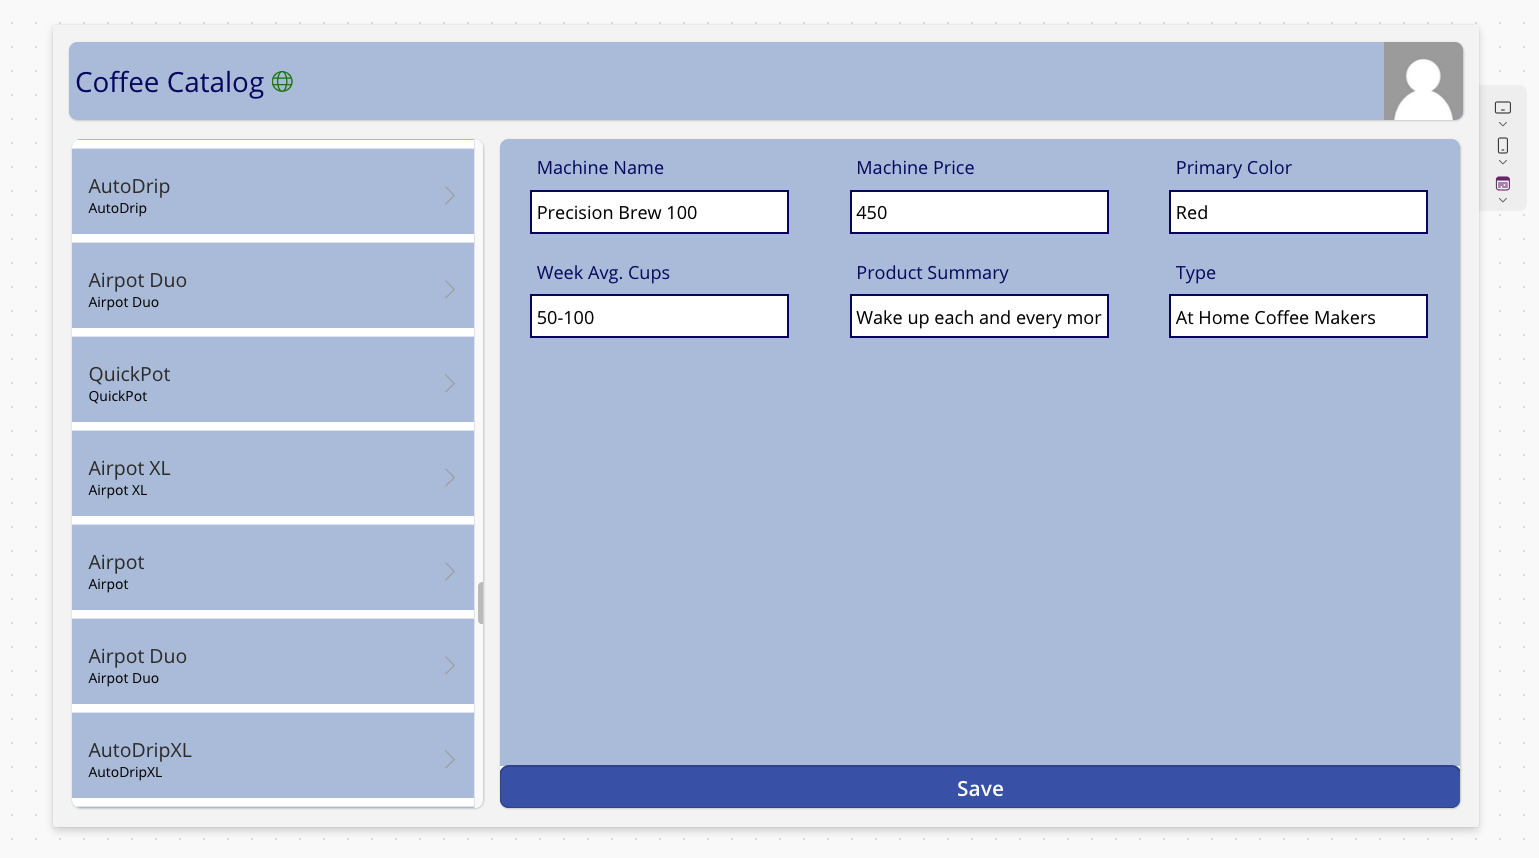 Coffee Catalog
AutoDrip
AutoDrip
Airpot Duo
Airpot Duo
QuickPot
QuickPot
Airpot XL
Airpot XL
Airpot
Airpot
Airpot Duo
Airpot Duo
AutoDripXL
AutoDripXL
Machine Name
Machine Price
Primary Color
Precision Brew 100
450
Red
Week Avg. Cups
Product Summary
Type
50-100
Wake up each and every mor
At Home Coffee Makers
Save